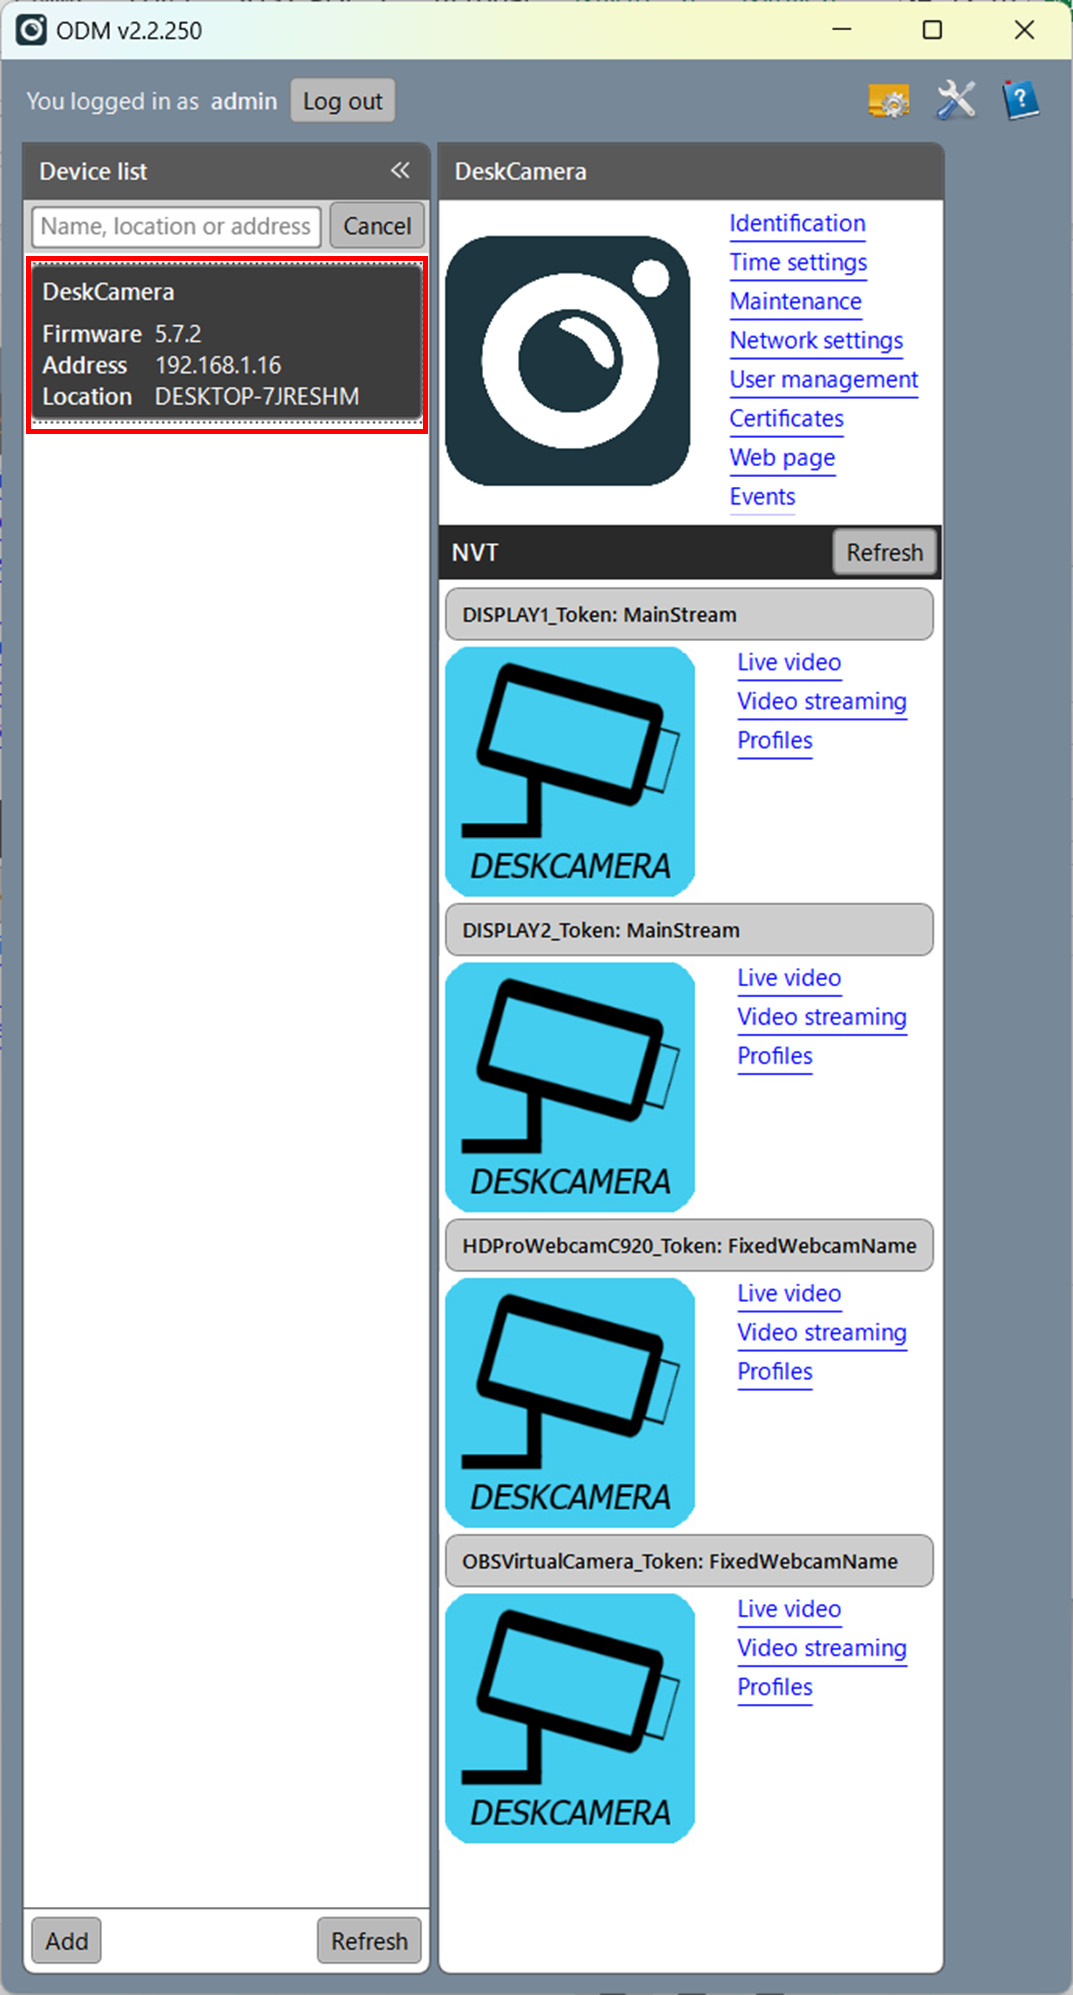 ODM v2.2.250
You logged in as admin Log out
Device list
Name, location or address Cancel
DeskCamera
Firmware 5.7.2
Address 192.168.1.16
Location DESKTOP-7JRESHM
Add Refresh
DeskCamera
Identification
Time settings
Maintenance
Network settings
User management
Certificates
Web page
Events
NVT Refresh
DISPLAY1_Token: MainStream
DESKCAMERA
Live video
Video streaming
Profiles
DISPLAY2_Token: MainStream
DESKCAMERA
Live video
Video streaming
Profiles
HDProWebcamC920_Token: FixedWebcamName
DESKCAMERA
Live video
Video streaming
Profiles
OBSVirtualCamera_Token: FixedWebcamName
DESKCAMERA
Live video
Video streaming
Profiles